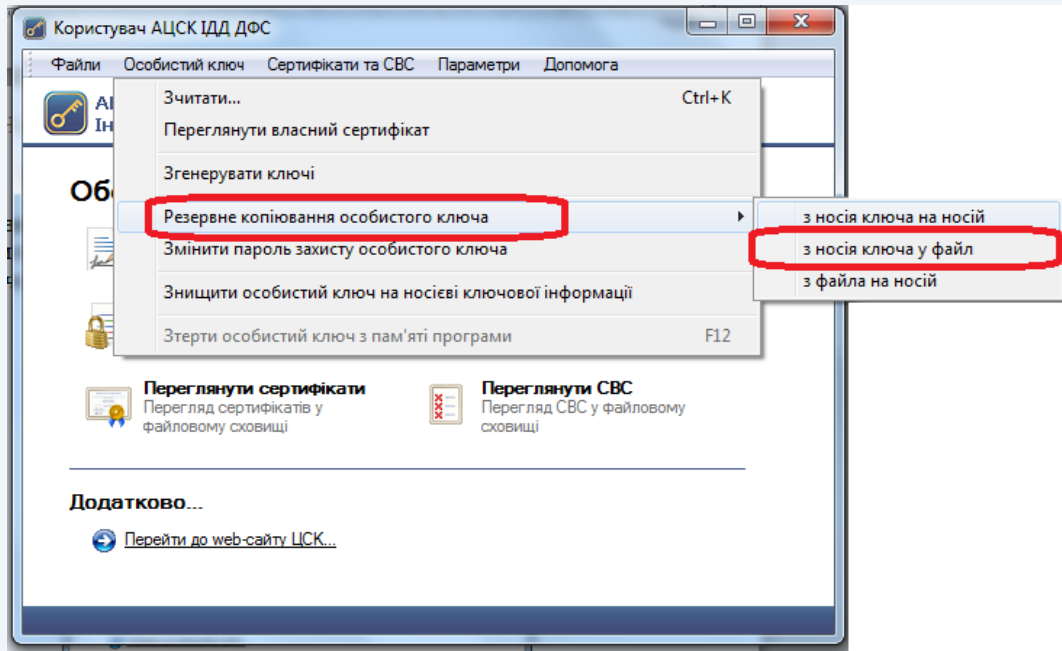 Користувач АЦСК ІДД ДФС
Файли Особистий ключ Сертифікати та СВС Параметри Допомога
Зчитати... Ctrl+K
Переглянути власний сертифікат
Згенерувати ключі
Резервне копіювання особистого ключа
з носія ключа на носій
Змінити пароль захисту особистого ключа
з носія ключа у файл
з файла на носій
Знищити особистий ключ на носієві ключової інформації
Зтерти особистий ключ з пам'яті програми F12
Переглянути сертифікати
Перегляд сертифікатів у
файловому сховищі
Переглянути СВС
Перегляд СВС у файловому
сховищі
Додатково...
Перейти до web-сайту ЦСК...